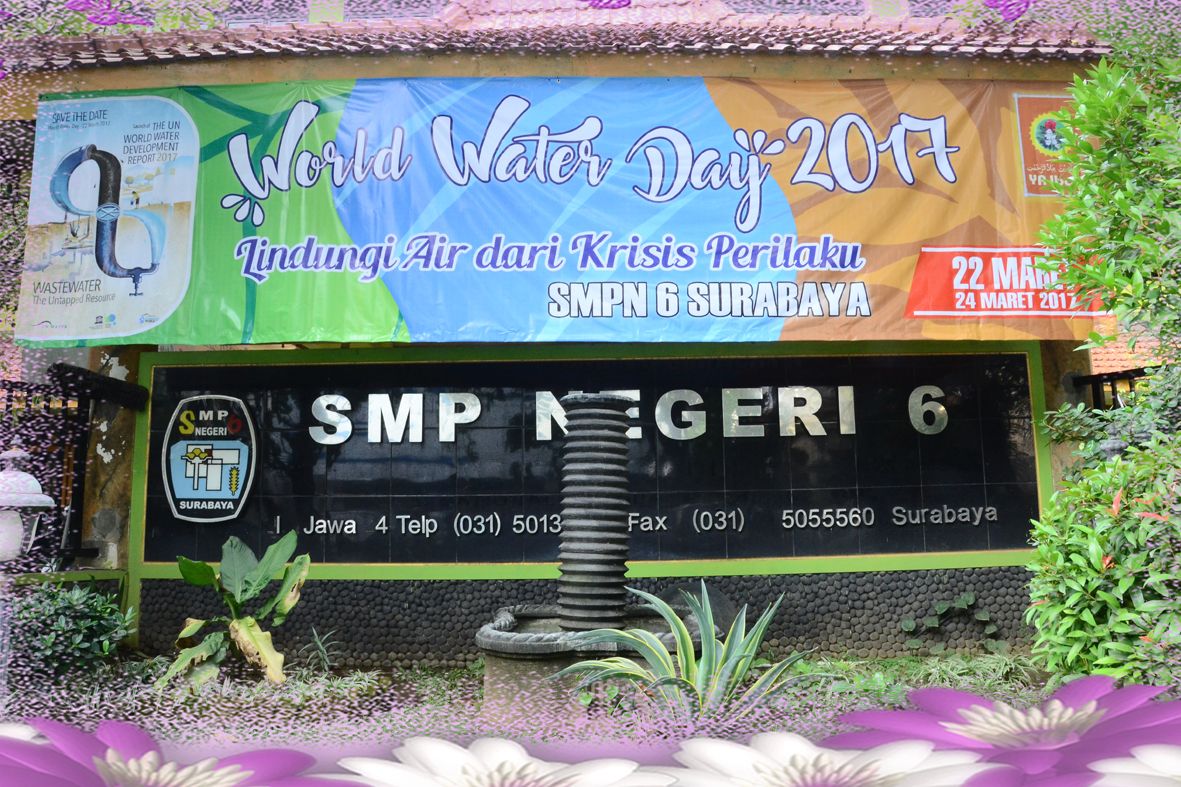 SAVE THE DATE
THE UN
WORLD WATER
DEVELOPMENT
REPORT 2017
WASTEWATER
The Untapped Resource
World Water Day 2017
Lindungi Air dari Krisis Perilaku
SMPN 6 SURABAYA
22 MAR
24 MARET 2017
SMP NEGERI 6
SMP
NEGERI 6
SURABAYA
Jawa 4 Telp (031) 5013 Fax (031) 5055560 Surabaya